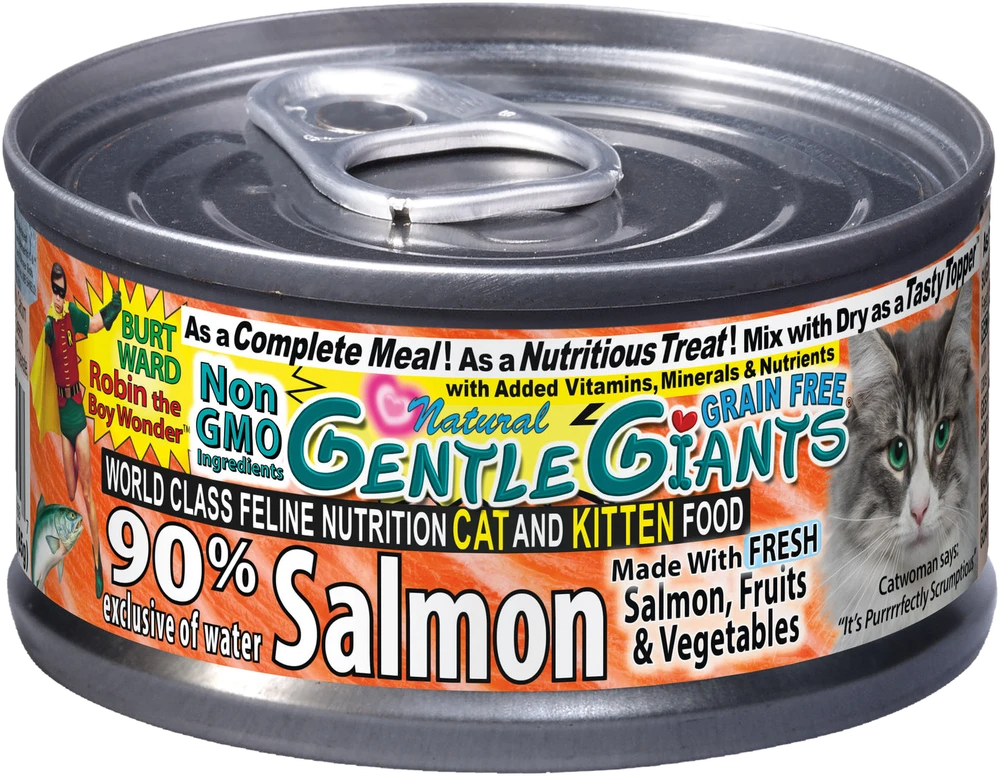 BURT
WARD
Robin the
Boy Wonder™
As a Complete Meal! As a Nutritious Treat! Mix with Dry as a Tasty Topper
with Added Vitamins, Minerals & Nutrients
Non
GMO
Ingredients
Natural
GRAIN FREE
GENTLE GIANTS®
WORLD CLASS FELINE NUTRITION CAT AND KITTEN FOOD
90%
exclusive of water
Salmon
Made With FRESH
Salmon, Fruits
& Vegetables
Catwoman says:
"It's Purrrrfectly Scrumptious"